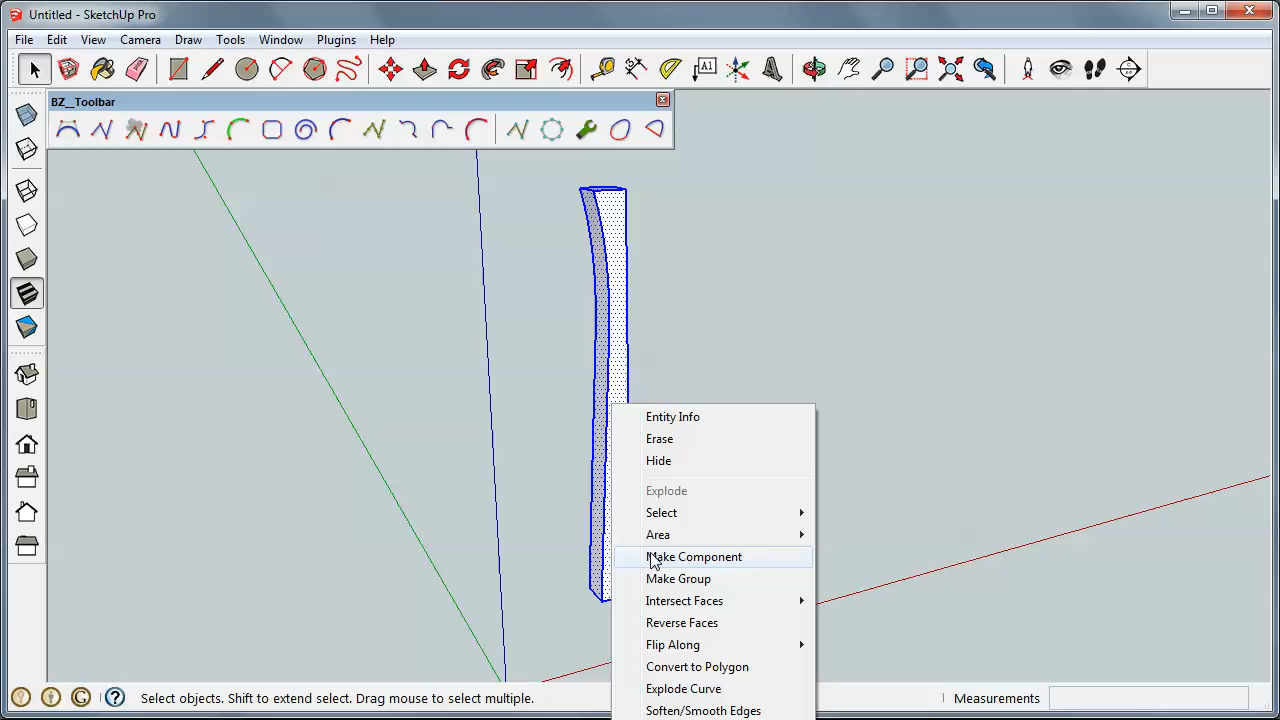 Untitled - SketchUp Pro
File Edit View Camera Draw Tools Window Plugins Help
A1
BZ__Toolbar
Entity Info
Erase
Hide
Explode
Select
Area
Make Component
Make Group
Intersect Faces
Reverse Faces
Flip Along
Convert to Polygon
Explode Curve
Soften/Smooth Edges
Select objects. Shift to extend select. Drag mouse to select multiple. Measurements